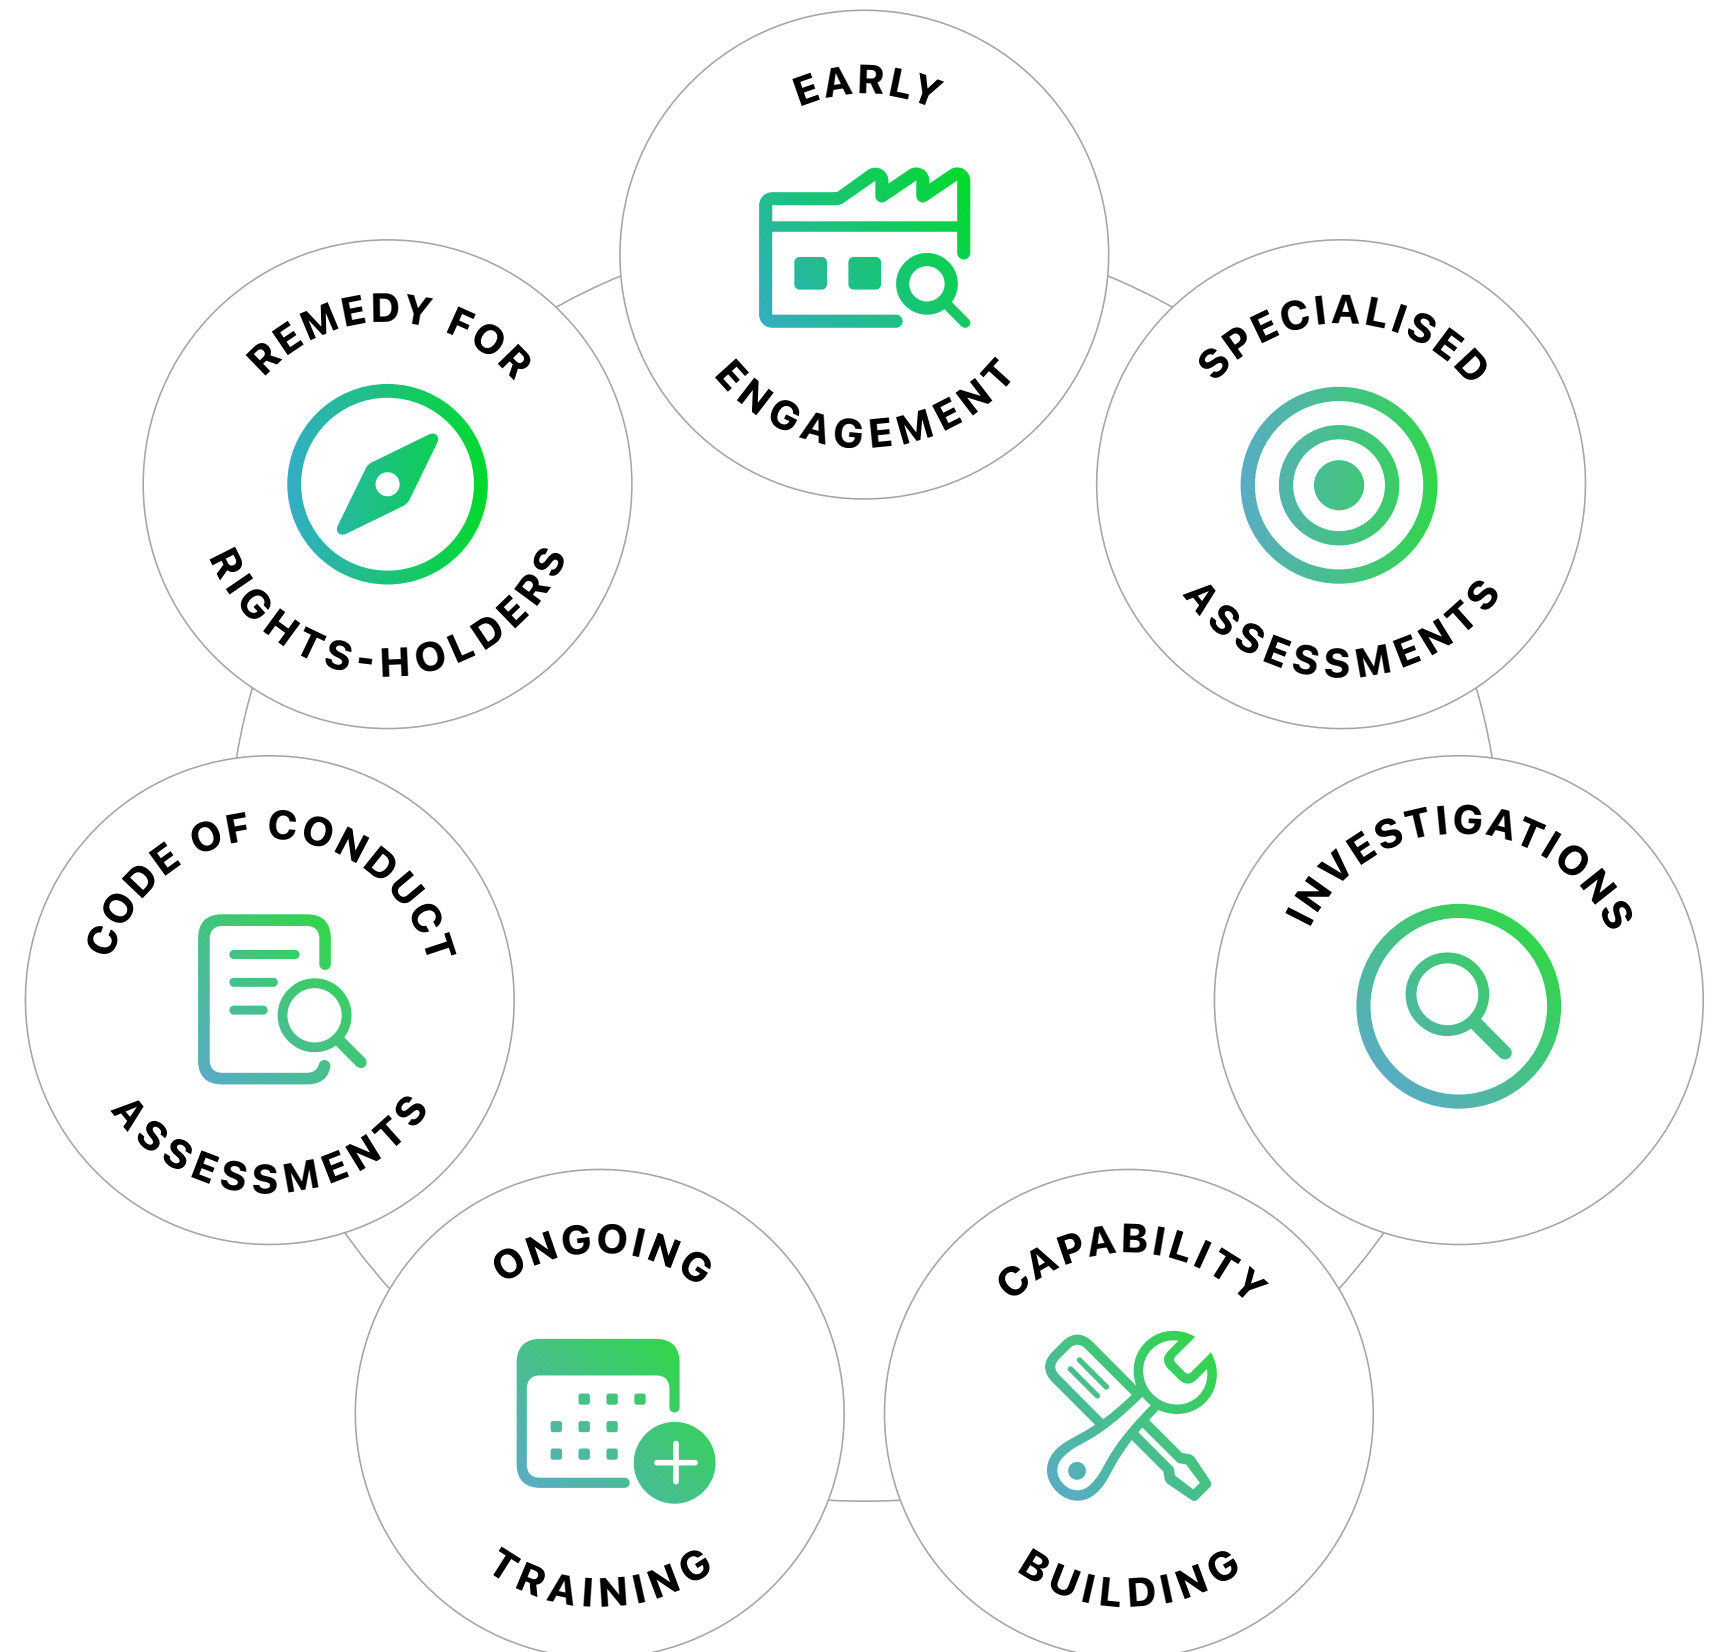 EARLY
ENGAGEMENT
SPECIALISED
ASSESSMENTS
INVESTIGATIONS
CAPABILITY
BUILDING
ONGOING
TRAINING
CODE OF CONDUCT
ASSESSMENTS
REMEDY FOR
RIGHTS-HOLDERS